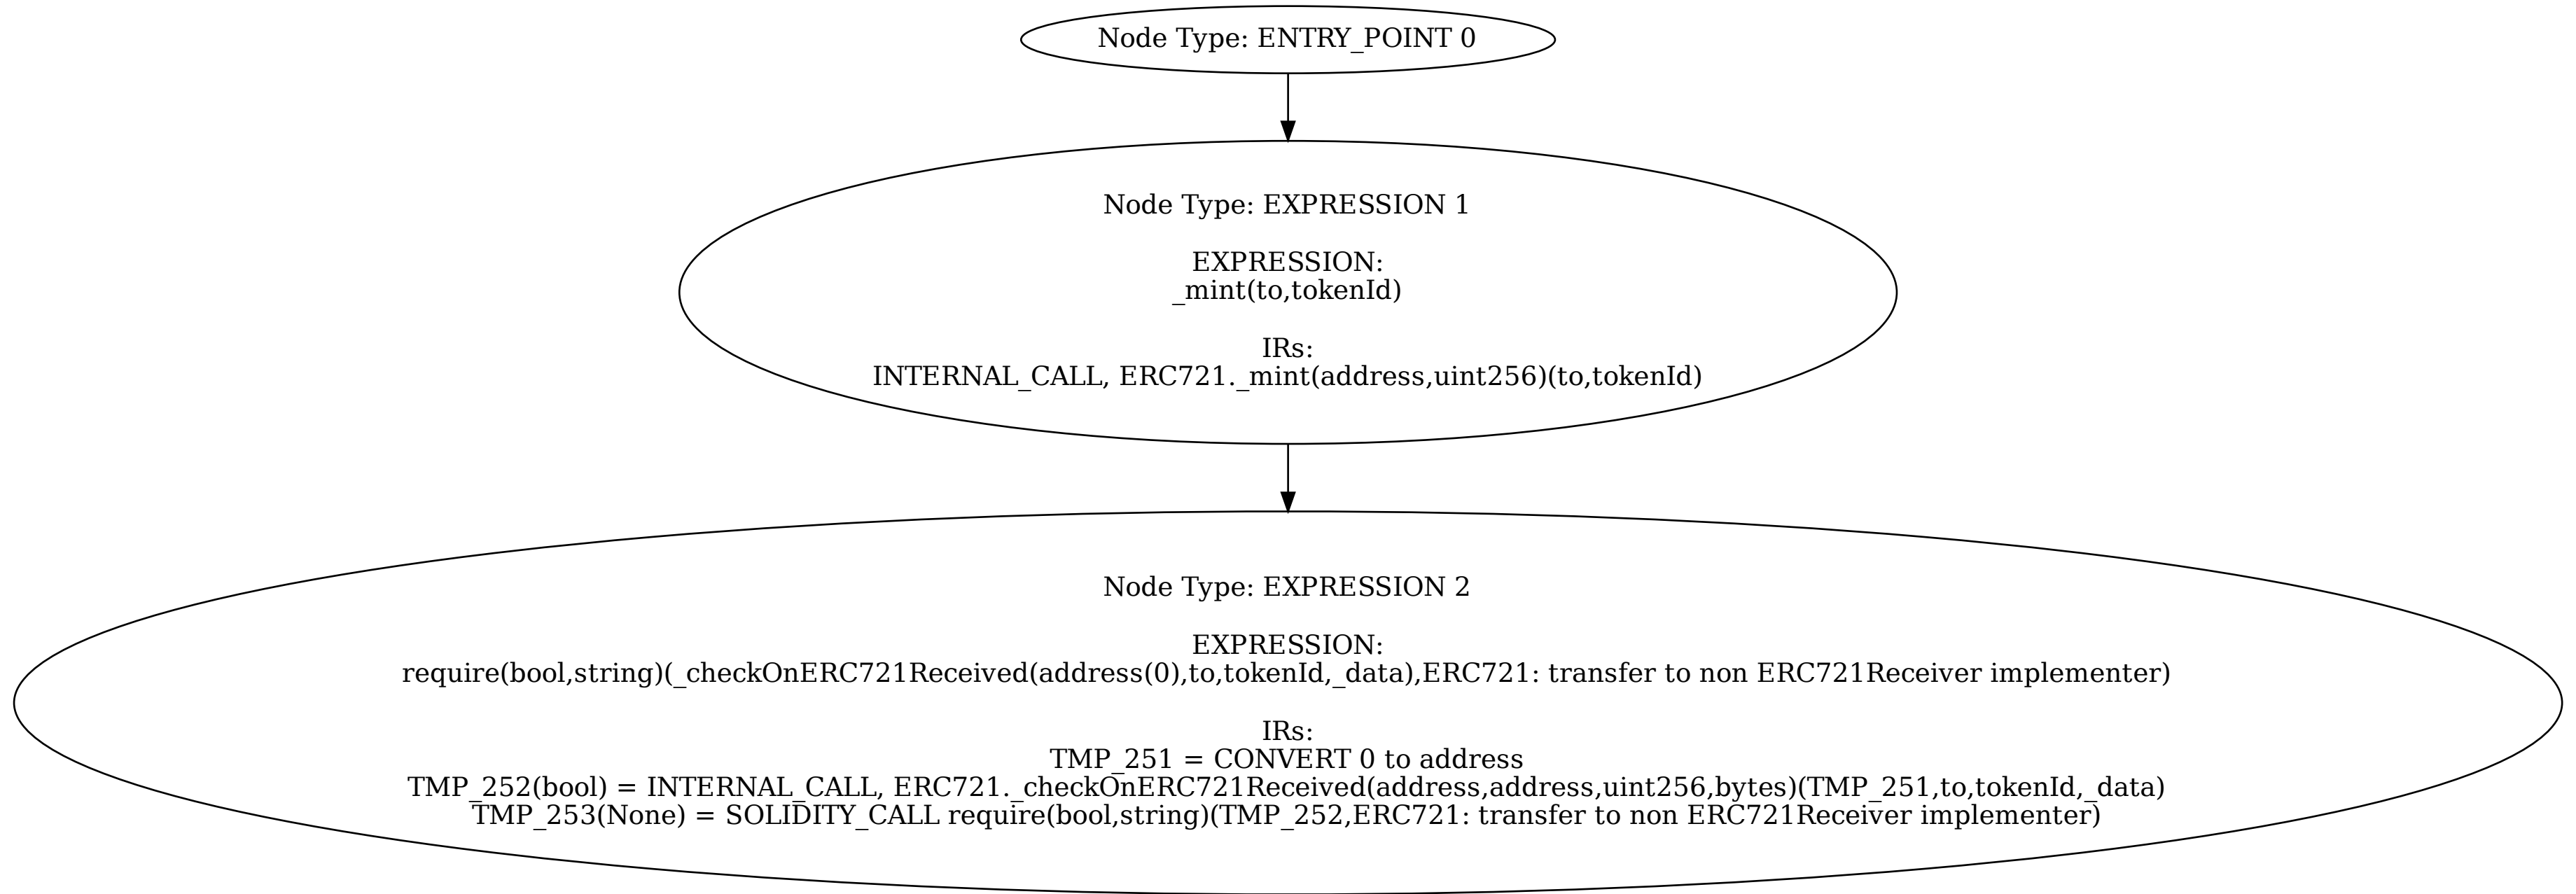 Node Type: ENTRY_POINT 0
Node Type: EXPRESSION 1
EXPRESSION:
_mint(to,tokenId)
IRs:
INTERNAL_CALL, ERC721._mint(address,uint256)(to,tokenId)
Node Type: EXPRESSION 2
EXPRESSION:
require(bool,string)(_checkOnERC721Received(address(0),to,tokenId,_data),ERC721: transfer to non ERC721Receiver implementer)
IRs:
TMP_251 = CONVERT 0 to address
TMP_252(bool) = INTERNAL_CALL, ERC721._checkOnERC721Received(address,address,uint256,bytes)(TMP_251,to,tokenId,_data)
TMP_253(None) = SOLIDITY_CALL require(bool,string)(TMP_252,ERC721: transfer to non ERC721Receiver implementer)